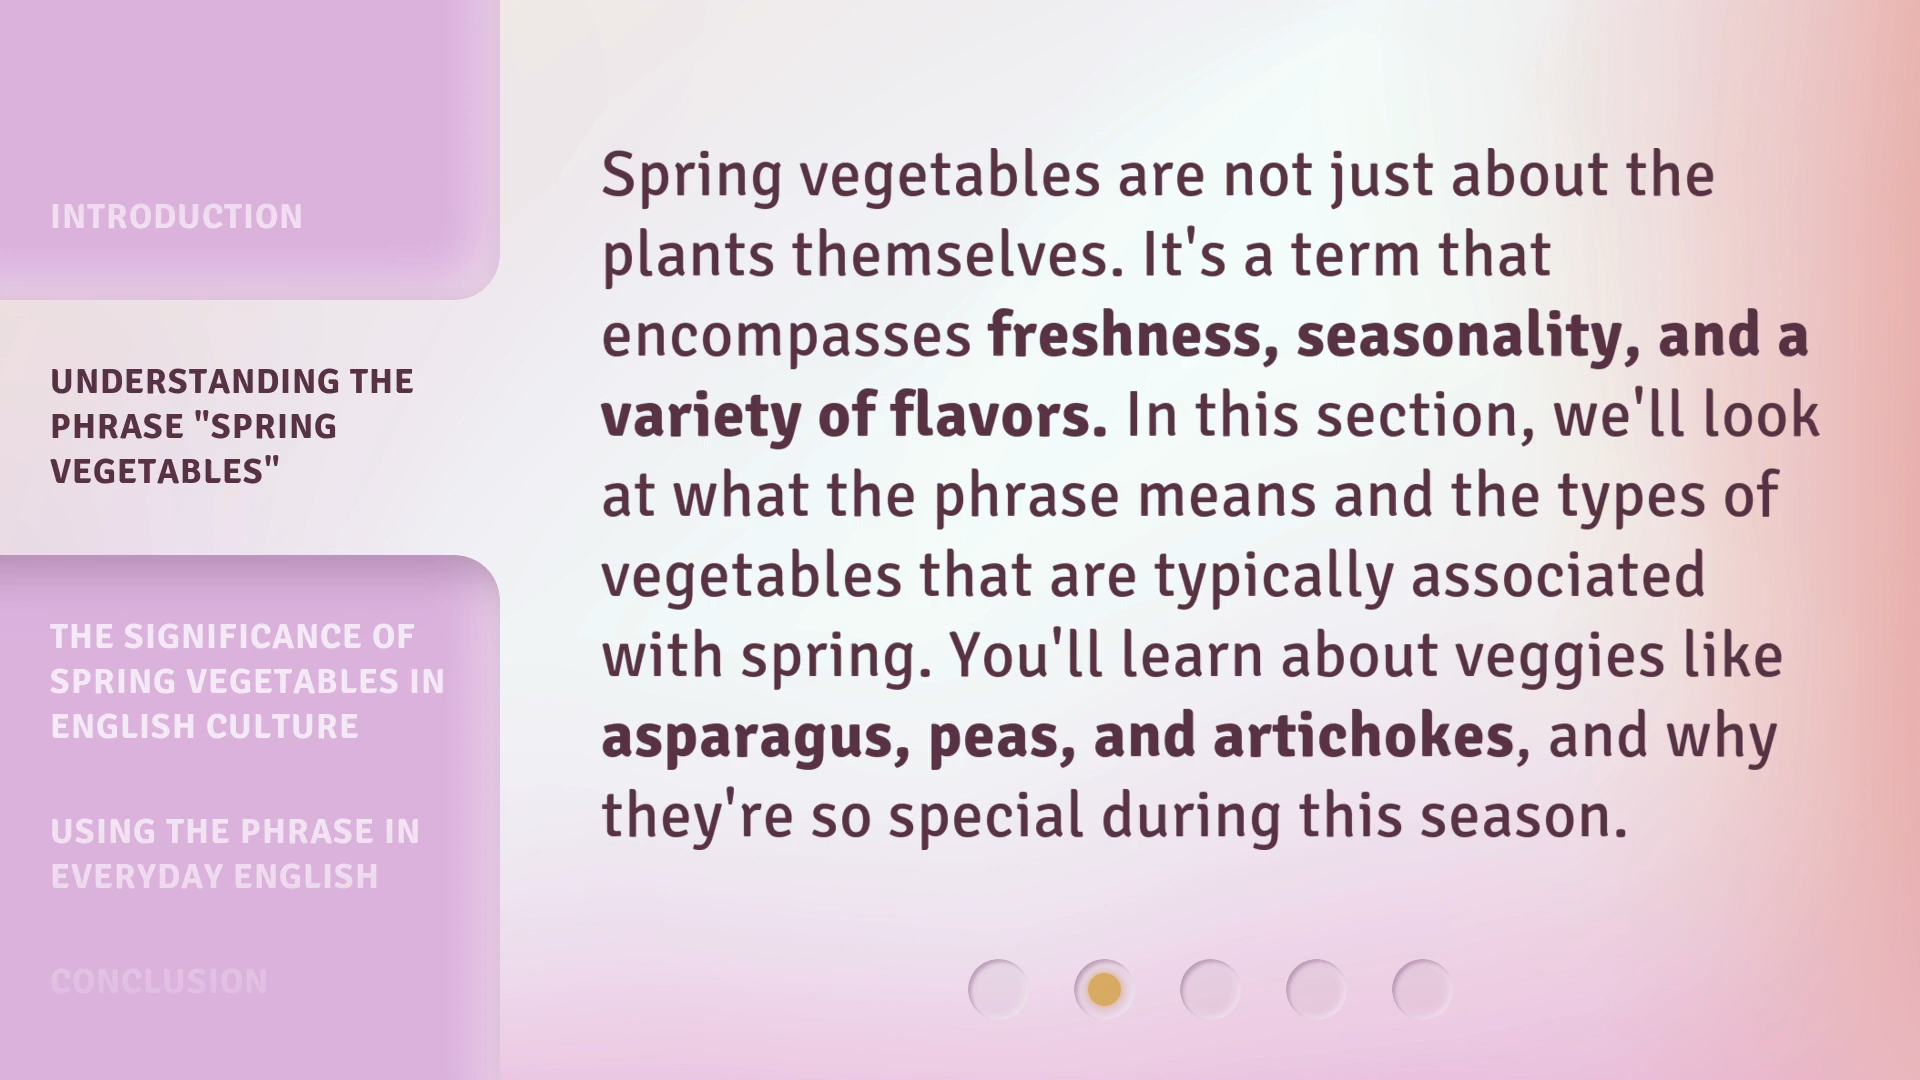 INTRODUCTION
UNDERSTANDING THE
PHRASE "SPRING
VEGETABLES"
THE SIGNIFICANCE OF
SPRING VEGETABLES IN
ENGLISH CULTURE
USING THE PHRASE IN
EVERYDAY ENGLISH
CONCLUSION
Spring vegetables are not just about the
plants themselves. It's a term that
encompasses freshness, seasonality, and a
variety of flavors. In this section, we'll look
at what the phrase means and the types of
vegetables that are typically associated
with spring. You'll learn about veggies like
asparagus, peas, and artichokes, and why
they're so special during this season.